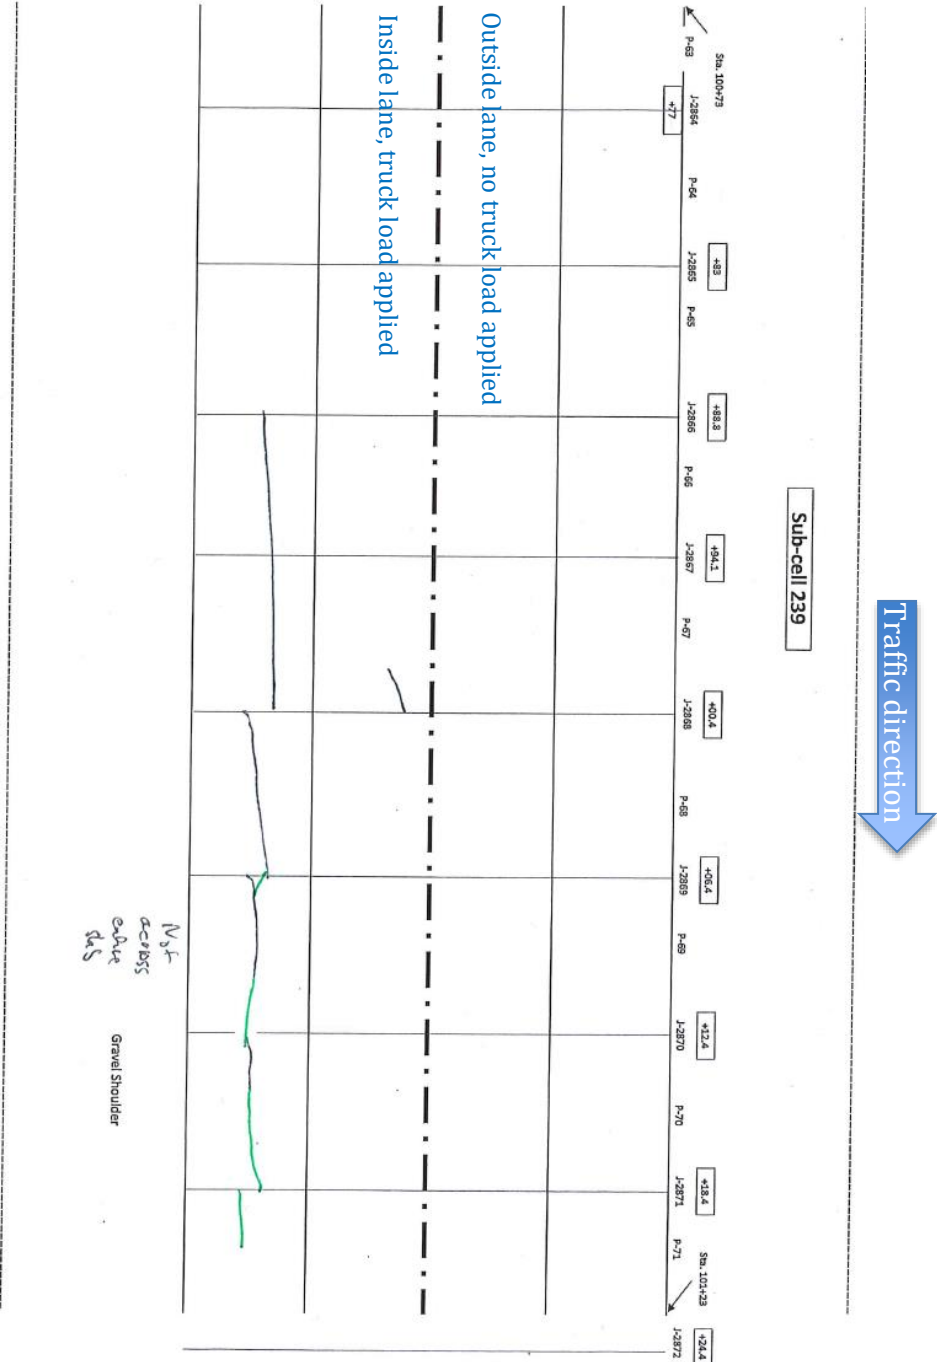 Traffic direction
Sub-cell 239
Sta. 100+73
+77
+83
+88.8
+94.1
+00.4
+06.4
+12.4
+18.4
Sta. 101+23
+24.4
P-63
J-2864
P-64
J-2865
P-65
J-2866
P-66
J-2867
P-67
J-2868
P-68
J-2869
P-69
J-2870
P-70
J-2871
P-71
J-2872
Outside lane, no truck load applied
Inside lane, truck load applied
Not
across
entire
slab
Gravel Shoulder